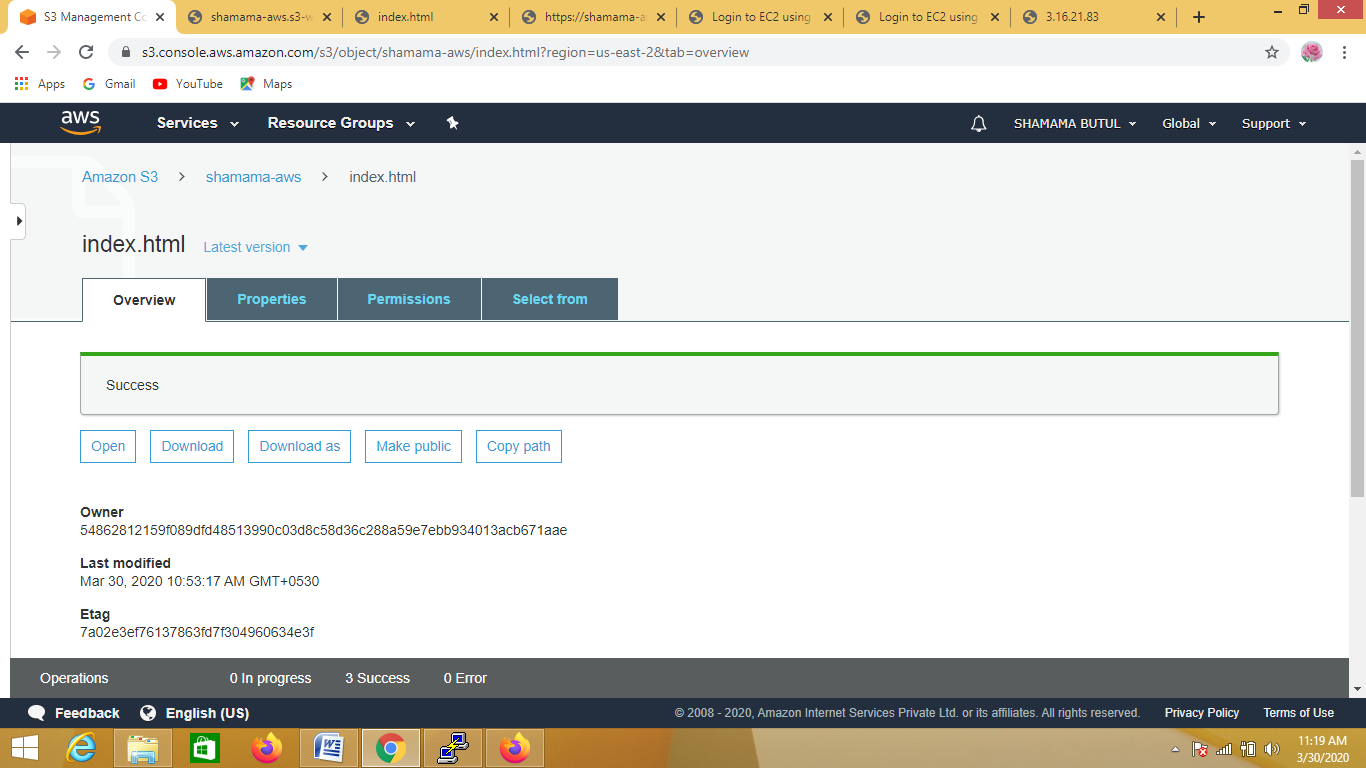 S3 Management Co
shamama-aws.s3-w
index.html
https://shamama-a
Login to EC2 using
Login to EC2 using
3.16.21.83
s3.console.aws.amazon.com/s3/object/shamama-aws/index.html?region=us-east-2&tab=overview
Apps Gmail YouTube Maps
aws Services Resource Groups SHAMAMA BUTUL Global Support
Amazon S3 > shamama-aws > index.html
index.html Latest version
Overview Properties Permissions Select from
Success
Open Download Download as Make public Copy path
Owner
54862812159f089dfd48513990c03d8c58d36c288a59e7ebb934013acb671aae
Last modified
Mar 30, 2020 10:53:17 AM GMT+0530
Etag
7a02e3ef76137863fd7f304960634e3f
Operations 0 In progress 3 Success 0 Error
Feedback English (US) © 2008 - 2020, Amazon Internet Services Private Ltd. or its affiliates. All rights reserved. Privacy Policy Terms of Use
11:19 AM
3/30/2020